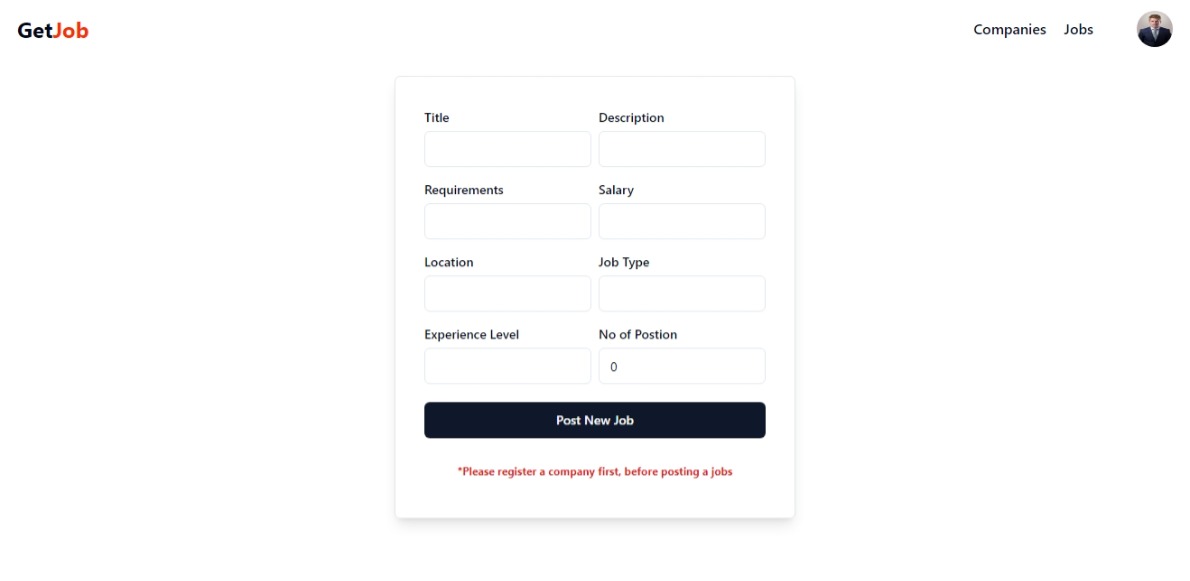 GetJob
Companies Jobs
Title Description
Requirements Salary
Location Job Type
Experience Level No of Postion
0
Post New Job
*Please register a company first, before posting a jobs